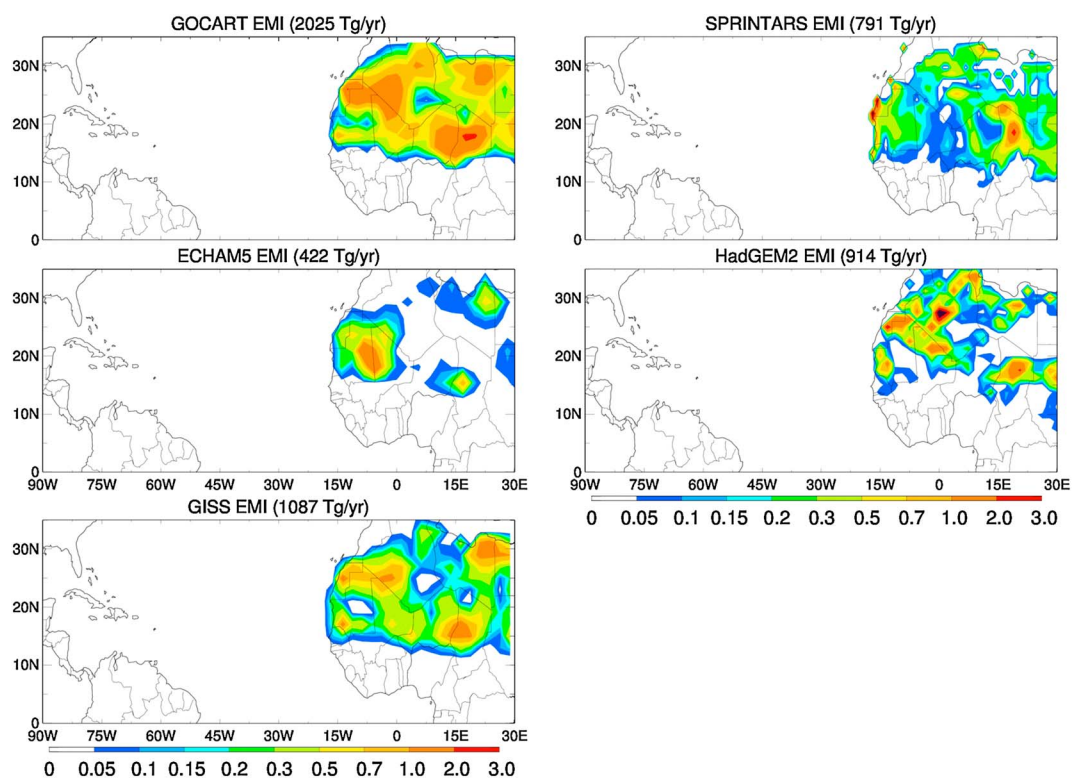 GOCART EMI (2025 Tg/yr)
30N
20N
10N
0
SPRINTARS EMI (791 Tg/yr)
30N
20N
10N
0
ECHAM5 EMI (422 Tg/yr)
30N
20N
10N
0
90W 75W 60W 45W 30W 15W 0 15E 30E
HadGEM2 EMI (914 Tg/yr)
30N
20N
10N
0
90W 75W 60W 45W 30W 15W 0 15E 30E
0 0.05 0.1 0.15 0.2 0.3 0.5 0.7 1.0 2.0 3.0
GISS EMI (1087 Tg/yr)
30N
20N
10N
0
90W 75W 60W 45W 30W 15W 0 15E 30E
0 0.05 0.1 0.15 0.2 0.3 0.5 0.7 1.0 2.0 3.0